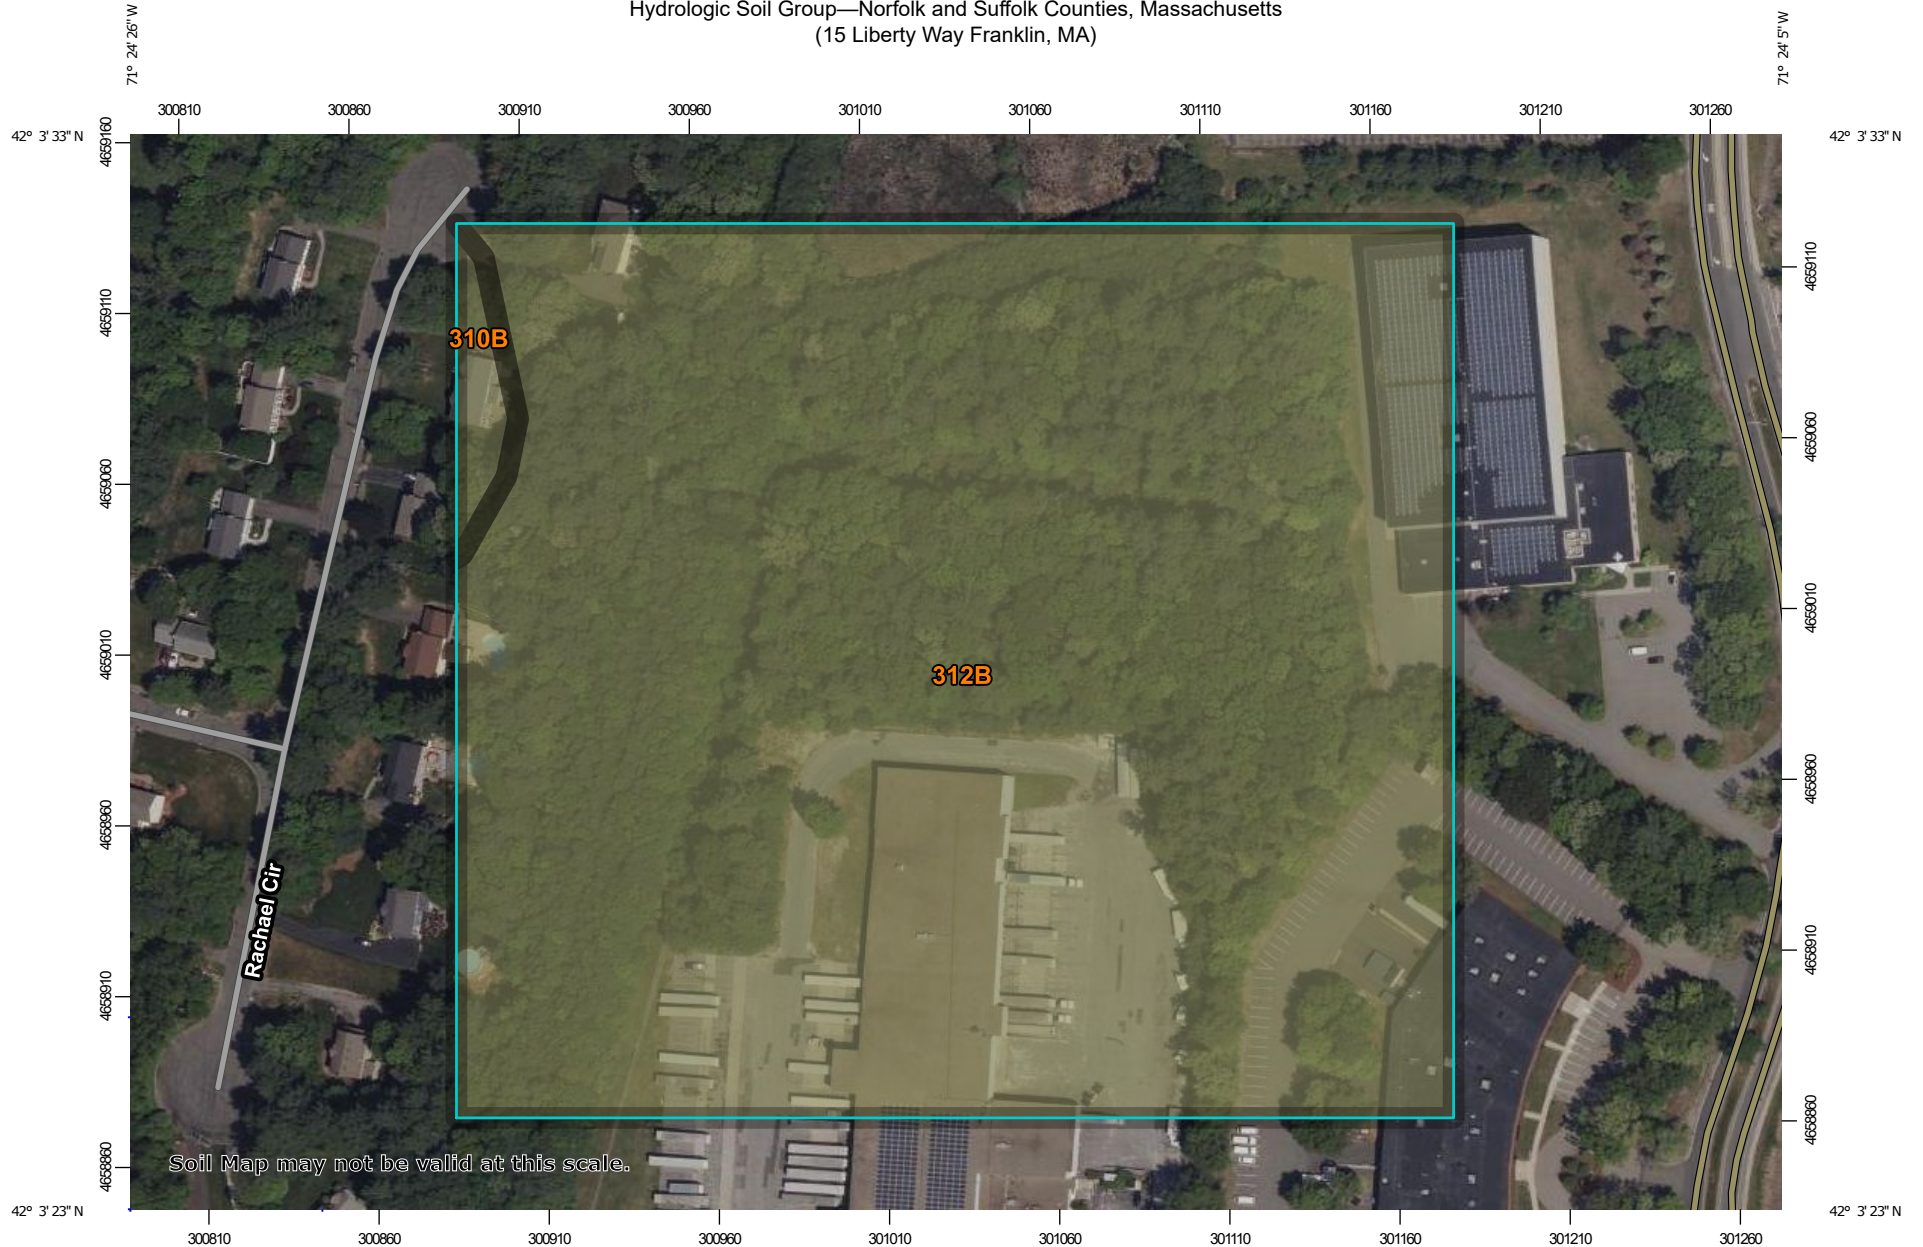 Hydrologic Soil Group—Norfolk and Suffolk Counties, Massachusetts
(15 Liberty Way Franklin, MA)
71° 24' 26'' W
71° 24' 5'' W
300810
300860
300910
300960
301010
301060
301110
301160
301210
301260
42° 3' 33'' N
42° 3' 33'' N
4659160
4659110
4659060
4659010
4658960
4658910
4658860
4659110
4659060
4659010
4658960
4658910
4658860
310B
312B
Rachael Cir
Soil Map may not be valid at this scale.
42° 3' 23'' N
42° 3' 23'' N
300810
300860
300910
300960
301010
301060
301110
301160
301210
301260